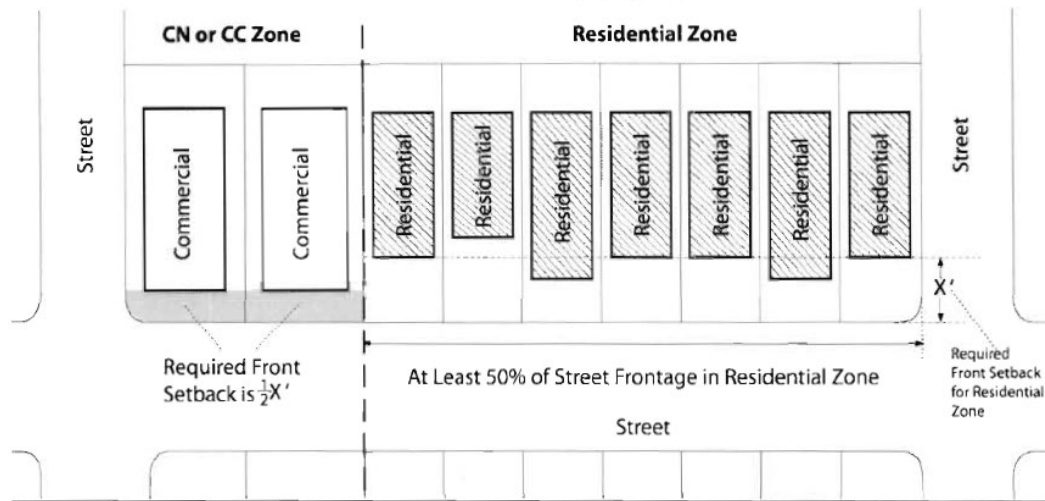 CN or CC Zone
Residential Zone
Street
Commercial
Commercial
Residential
Residential
Residential
Residential
Residential
Residential
Residential
Street
X'
Required Front
Setback is ½X'
At Least 50% of Street Frontage in Residential Zone
Required
Front Setback
for Residential
Zone
Street